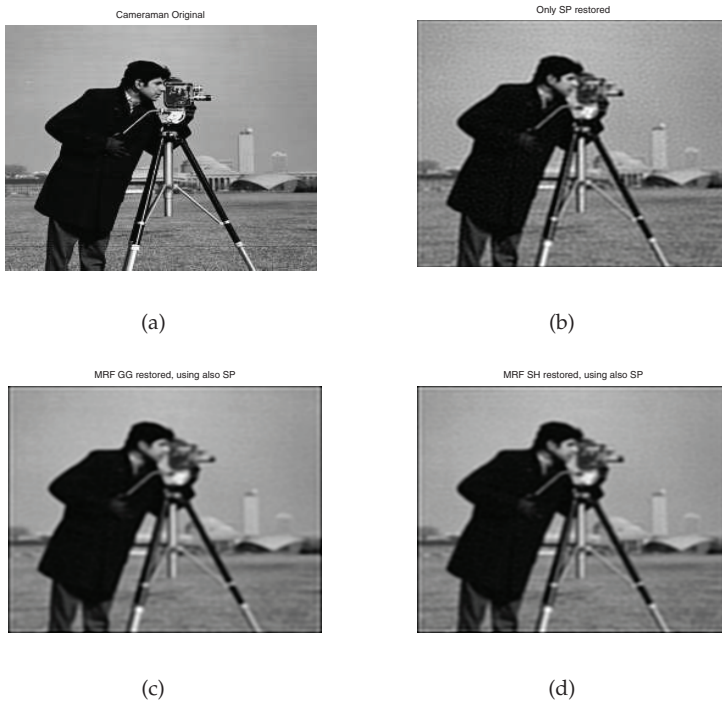 Cameraman Original
Only SP restored
(a)
(b)
MRF GG restored, using also SP
MRF SH restored, using also SP
(c)
(d)